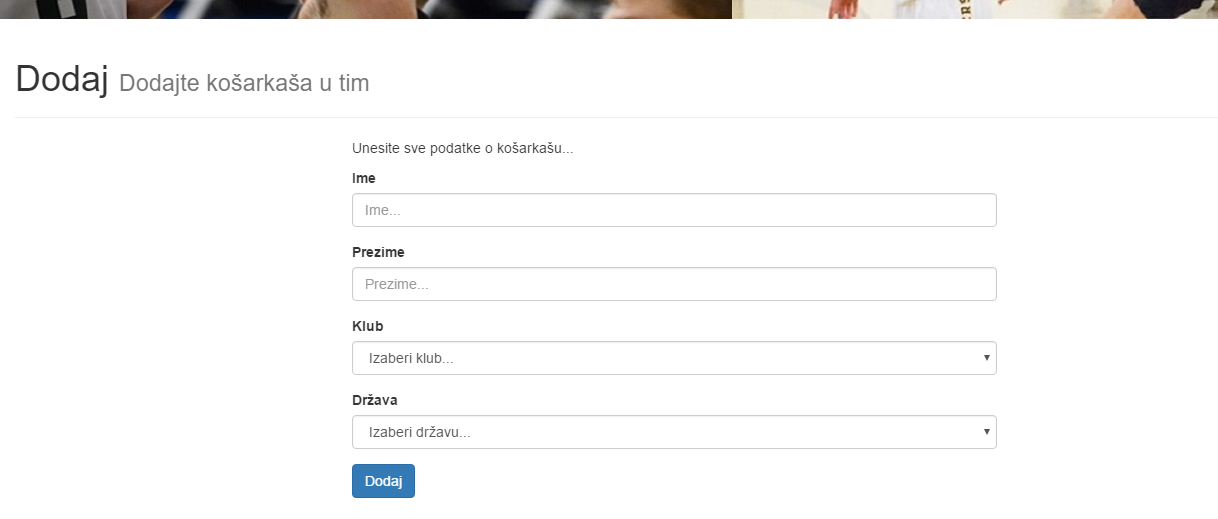 Dodaj Dodajte košarkaša u tim
Unesite sve podatke o košarkašu...
Ime
Ime...
Prezime
Prezime...
Klub
Izaberi klub...
Država
Izaberi državu...
Dodaj